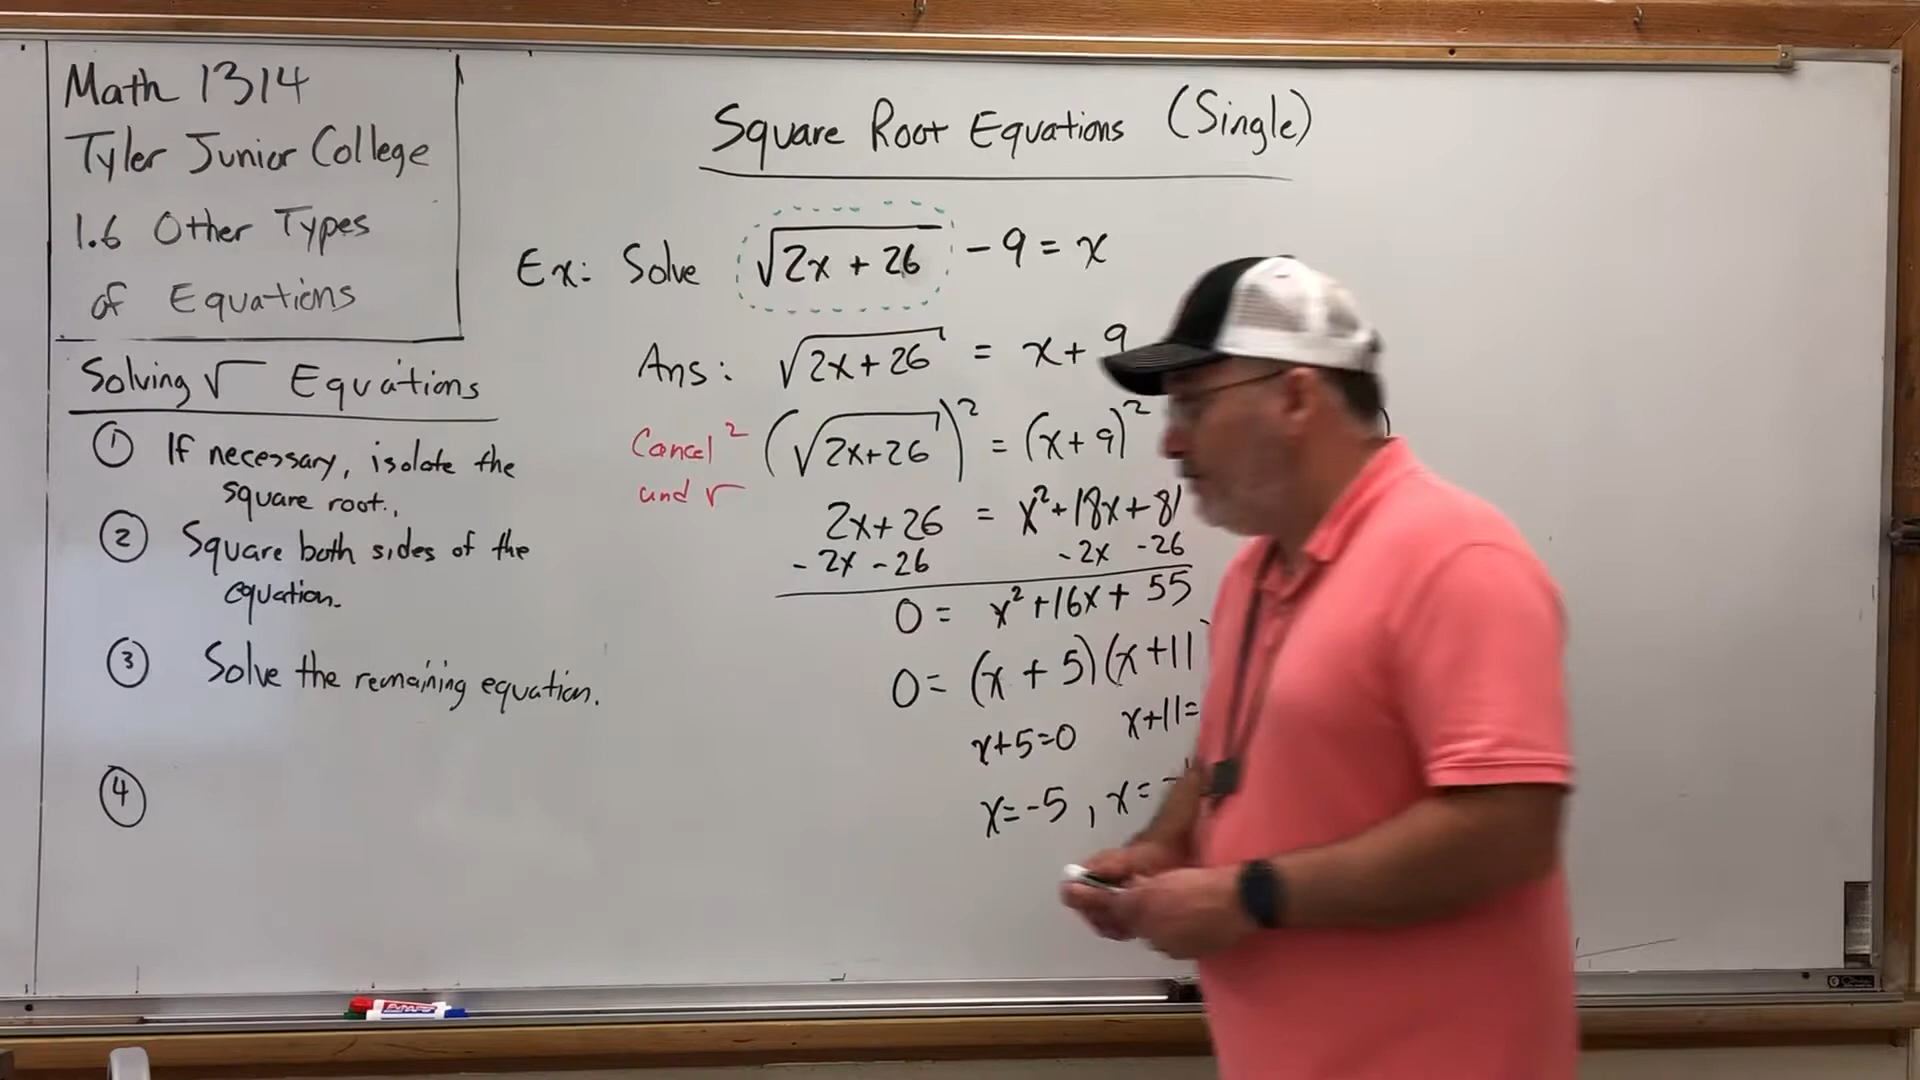 Math 1314
Tyler Junior College
1.6 Other Types
of Equations
Solving √ Equations
① If necessary, isolate the
square root.
② Square both sides of the
equation.
③ Solve the remaining equation.
④
Square Root Equations (Single)
Ex: Solve √(2x + 26) - 9 = x
Ans: √(2x+26) = x+9
Cancel ² (√(2x+26))² = (x+9)²
and √
2x+26 = x²+18x+81
-2x -26 -2x -26
0 = x²+16x+55
0 = (x+5)(x+11
x+5=0 x+11=
x=-5, x=-